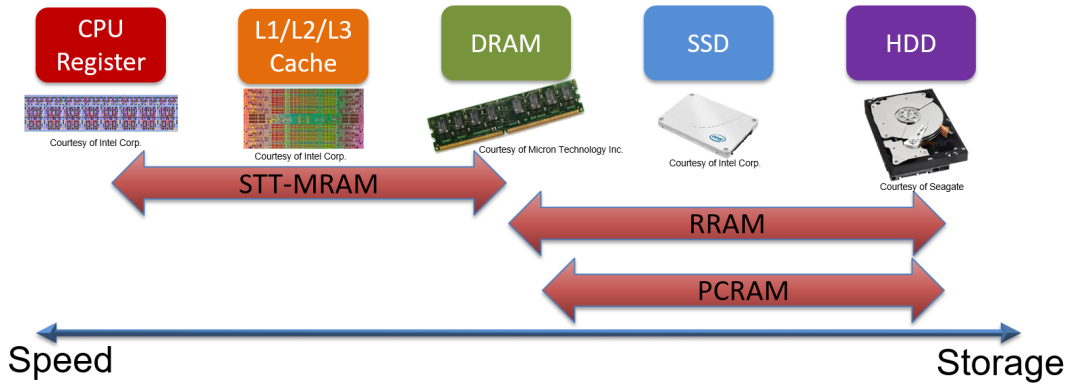 CPU
Register
L1/L2/L3
Cache
DRAM
SSD
HDD
Courtesy of Intel Corp.
Courtesy of Intel Corp.
Courtesy of Micron Technology Inc.
Courtesy of Intel Corp.
Courtesy of Seagate
STT-MRAM
RRAM
PCRAM
Speed
Storage